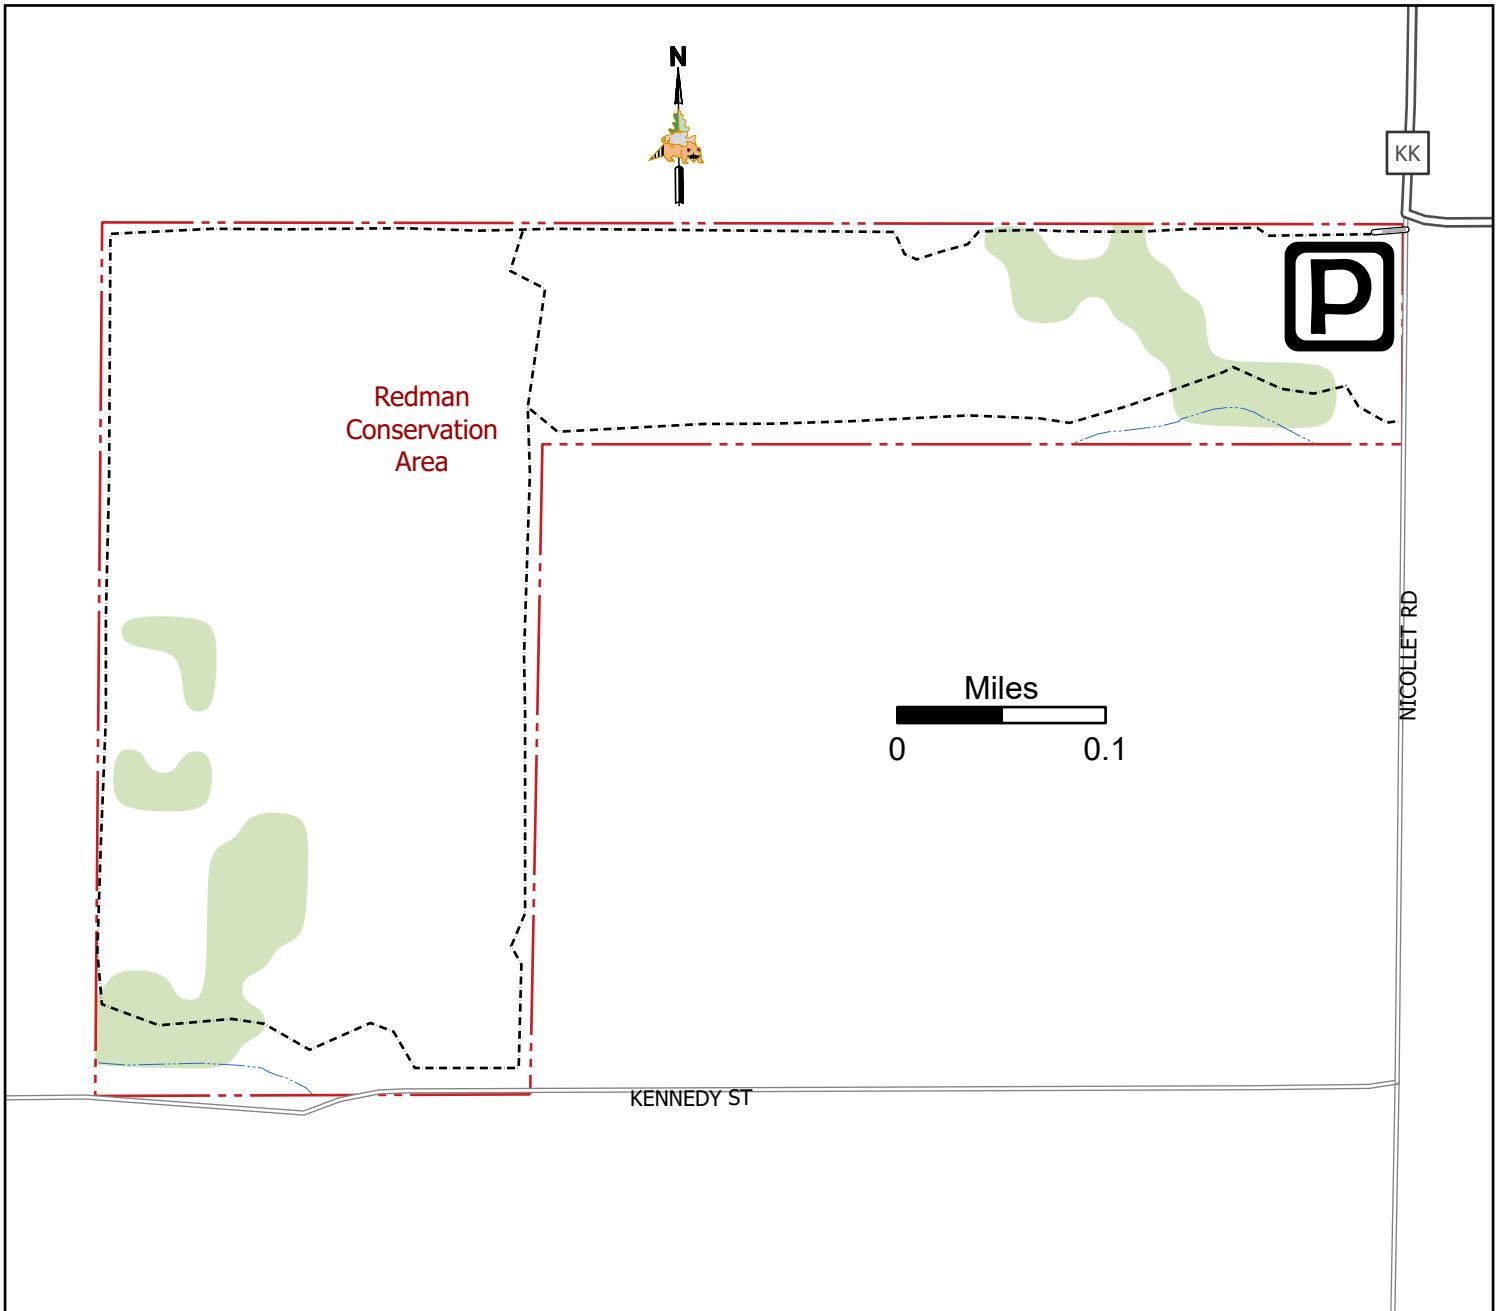 N
KK
P
Redman
Conservation
Area
NICOLLET RD
Miles
0 0.1
KENNEDY ST